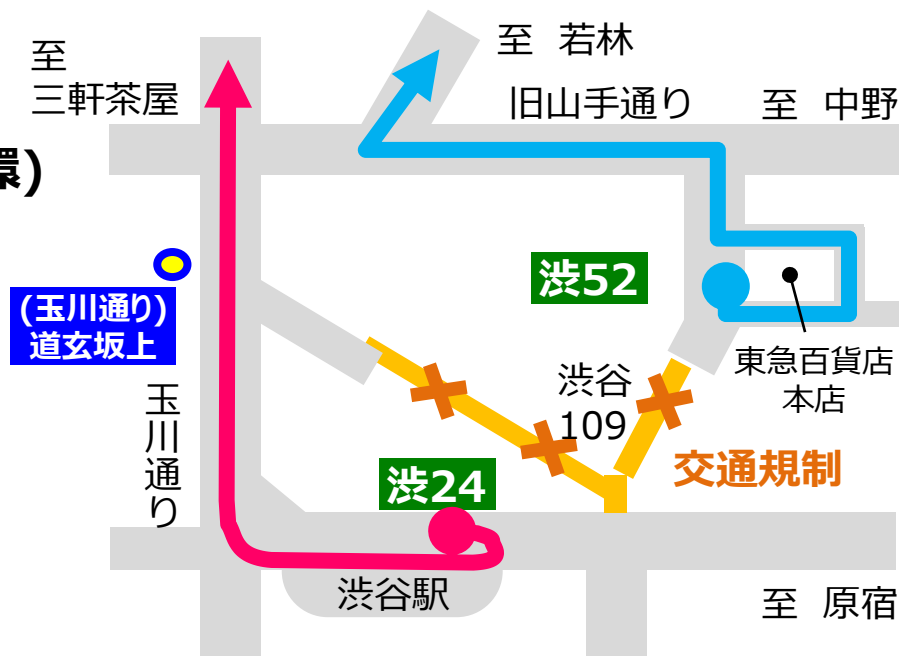 至
三軒茶屋
至 若林
旧山手通り
至 中野
環)
渋52
(玉川通り)
道玄坂上
東急百貨店
本店
渋谷
109
玉川通り
交通規制
渋24
渋谷駅
至 原宿